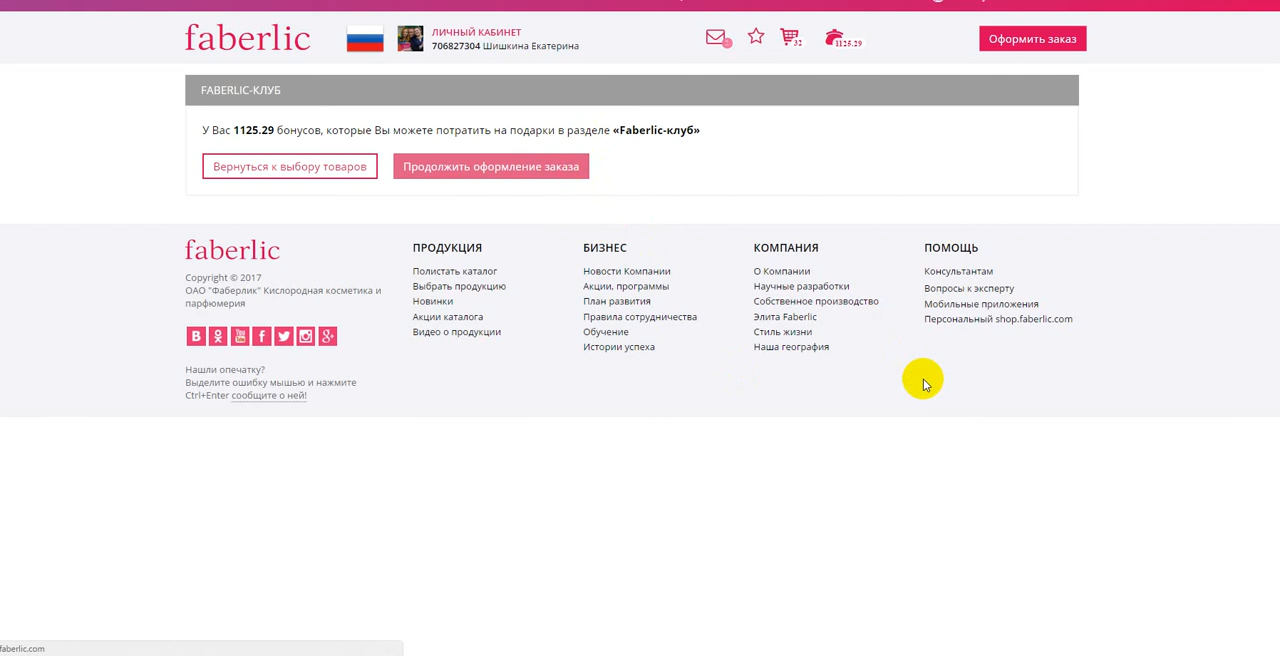 faberlic
ЛИЧНЫЙ КАБИНЕТ
706827304 Шишкина Екатерина
32
1125.29
Оформить заказ
FABERLIC-КЛУБ
У Вас 1125.29 бонусов, которые Вы можете потратить на подарки в разделе «Faberlic-клуб»
Вернуться к выбору товаров
Продолжить оформление заказа
faberlic
Copyright © 2017
ОАО "Фаберлик" Кислородная косметика и
парфюмерия
Нашли опечатку?
Выделите ошибку мышью и нажмите
Ctrl+Enter сообщите о ней!
ПРОДУКЦИЯ
Полистать каталог
Выбрать продукцию
Новинки
Акции каталога
Видео о продукции
БИЗНЕС
Новости Компании
Акции, программы
План развития
Правила сотрудничества
Обучение
Истории успеха
КОМПАНИЯ
О Компании
Научные разработки
Собственное производство
Элита Faberlic
Стиль жизни
Наша география
ПОМОЩЬ
Консультантам
Вопросы к эксперту
Мобильные приложения
Персональный shop.faberlic.com
faberlic.com